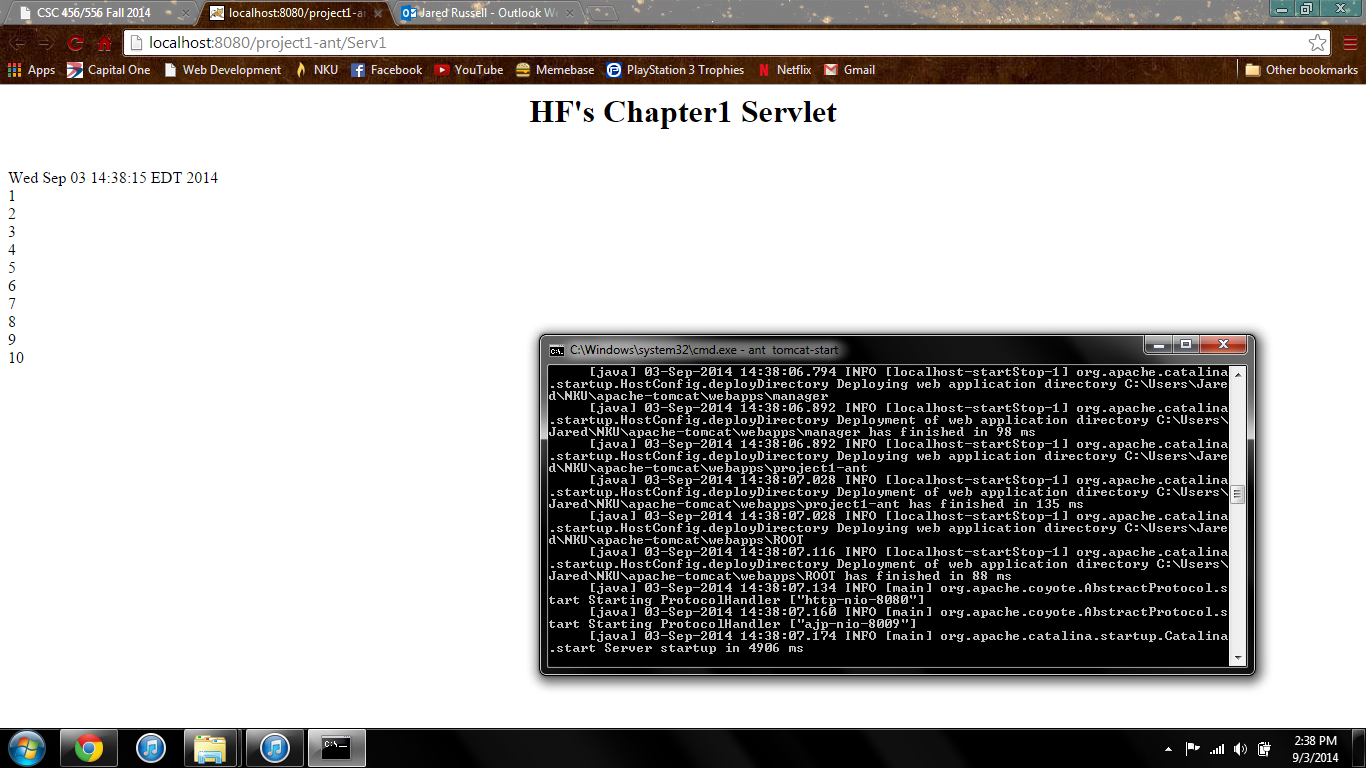 CSC 456/556 Fall 2014
localhost:8080/project1-an
Jared Russell - Outlook W
localhost:8080/project1-ant/Serv1
Apps
Capital One
Web Development
NKU
Facebook
YouTube
Memebase
PlayStation 3 Trophies
Netflix
Gmail
Other bookmarks
HF's Chapter1 Servlet
Wed Sep 03 14:38:15 EDT 2014
1
2
3
4
5
6
7
8
9
10
C:\Windows\system32\cmd.exe - ant  tomcat-start
[java] 03-Sep-2014 14:38:06.794 INFO [localhost-startStop-1] org.apache.catalina
.startup.HostConfig.deployDirectory Deploying web application directory C:\Users\Jare
d\NKU\apache-tomcat\webapps\manager
[java] 03-Sep-2014 14:38:06.892 INFO [localhost-startStop-1] org.apache.catalina
.startup.HostConfig.deployDirectory Deployment of web application directory C:\Users\
Jared\NKU\apache-tomcat\webapps\manager has finished in 98 ms
[java] 03-Sep-2014 14:38:06.892 INFO [localhost-startStop-1] org.apache.catalina
.startup.HostConfig.deployDirectory Deploying web application directory C:\Users\Jare
d\NKU\apache-tomcat\webapps\project1-ant
[java] 03-Sep-2014 14:38:07.028 INFO [localhost-startStop-1] org.apache.catalina
.startup.HostConfig.deployDirectory Deployment of web application directory C:\Users\
Jared\NKU\apache-tomcat\webapps\project1-ant has finished in 135 ms
[java] 03-Sep-2014 14:38:07.028 INFO [localhost-startStop-1] org.apache.catalina
.startup.HostConfig.deployDirectory Deploying web application directory C:\Users\Jare
d\NKU\apache-tomcat\webapps\ROOT
[java] 03-Sep-2014 14:38:07.116 INFO [localhost-startStop-1] org.apache.catalina
.startup.HostConfig.deployDirectory Deployment of web application directory C:\Users\
Jared\NKU\apache-tomcat\webapps\ROOT has finished in 88 ms
[java] 03-Sep-2014 14:38:07.134 INFO [main] org.apache.coyote.AbstractProtocol.s
tart Starting ProtocolHandler ["http-nio-8080"]
[java] 03-Sep-2014 14:38:07.160 INFO [main] org.apache.coyote.AbstractProtocol.s
tart Starting ProtocolHandler ["ajp-nio-8009"]
[java] 03-Sep-2014 14:38:07.174 INFO [main] org.apache.catalina.startup.Catalina
.start Server startup in 4906 ms
2:38 PM
9/3/2014